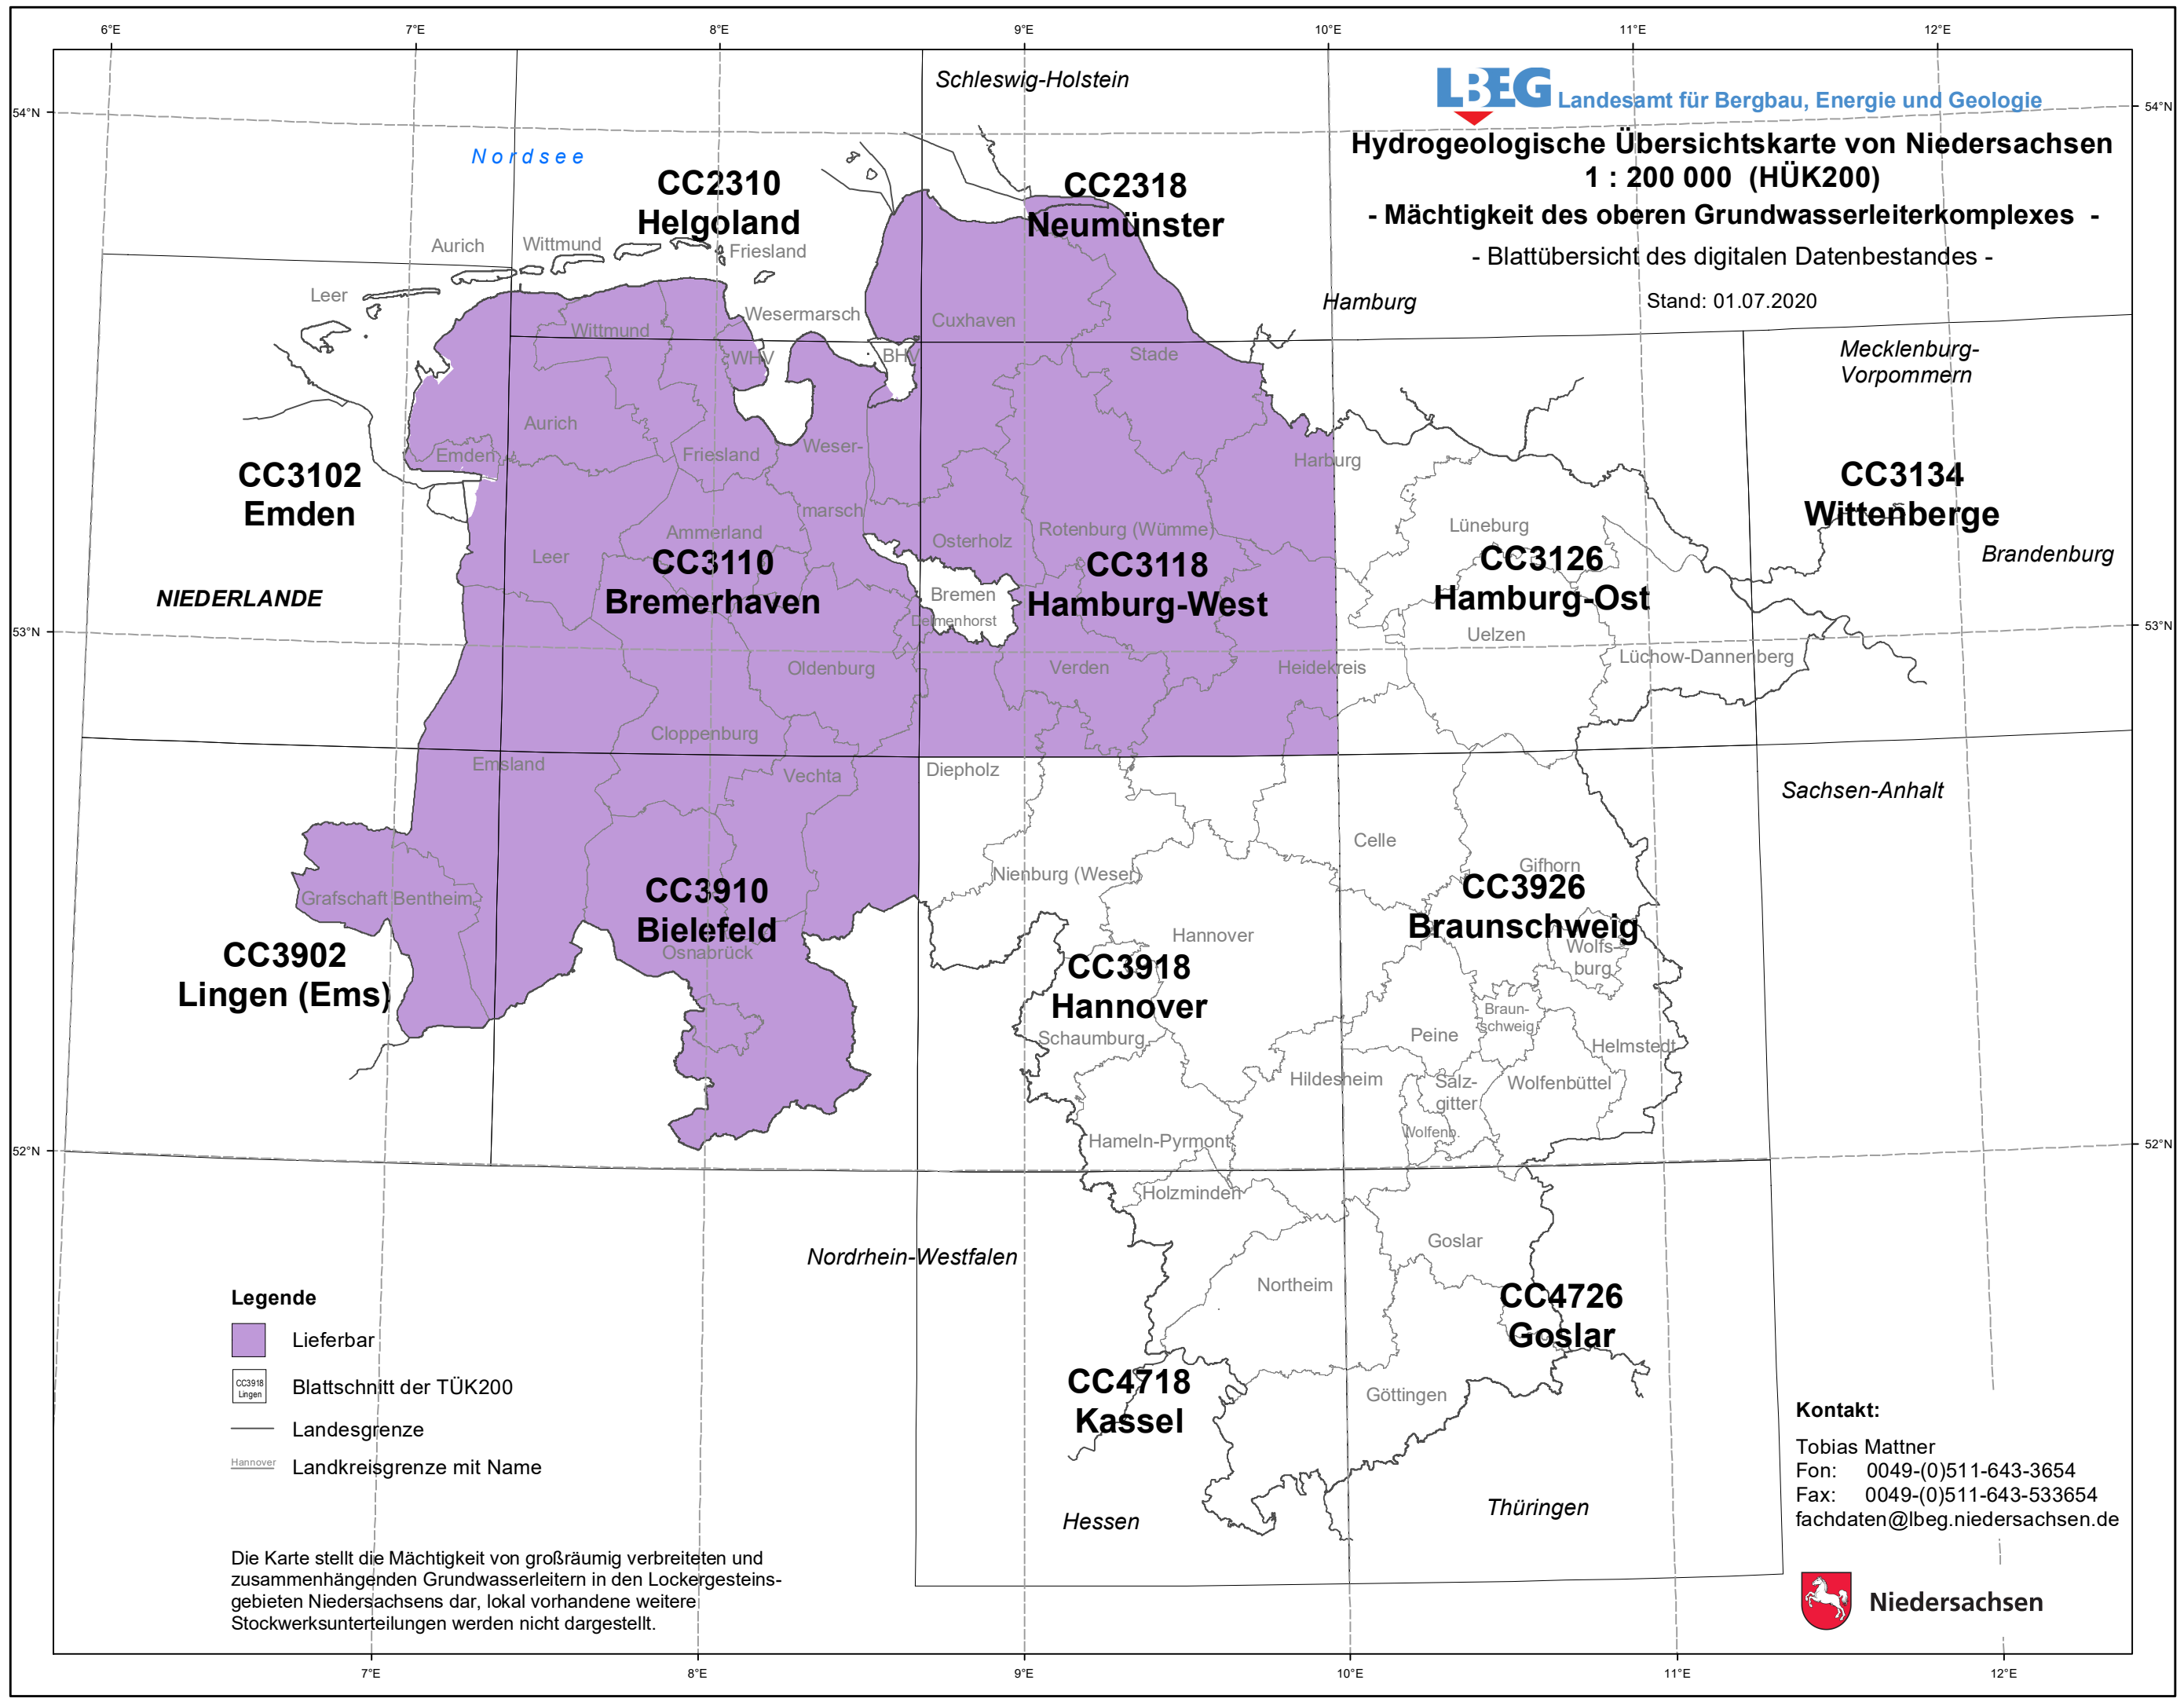 6°E 7°E 8°E 9°E 10°E 11°E 12°E
54°N
54°N
53°N
53°N
52°N
52°N
7°E 8°E 9°E 10°E 11°E 12°E
LBEG Landesamt für Bergbau, Energie und Geologie
Hydrogeologische Übersichtskarte von Niedersachsen
1 : 200 000 (HÜK200)
- Mächtigkeit des oberen Grundwasserleiterkomplexes -
- Blattübersicht des digitalen Datenbestandes -
Stand: 01.07.2020
Schleswig-Holstein
Nordsee
CC2310
Helgoland
CC2318
Neumünster
Aurich
Wittmund
Friesland
Leer
Wesermarsch
Hamburg
Cuxhaven
Wittmund
WHV
BHV
Stade
Mecklenburg-
Vorpommern
Aurich
Emden
Friesland
Weser-
marsch
Harburg
CC3102
Emden
CC3134
Wittenberge
Brandenburg
Lüneburg
Ammerland
Osterholz
Rotenburg (Wümme)
Leer
CC3110
Bremerhaven
CC3118
Hamburg-West
CC3126
Hamburg-Ost
NIEDERLANDE
Bremen
Delmenhorst
Uelzen
Lüchow-Dannenberg
Oldenburg
Verden
Heidekreis
Cloppenburg
Emsland
Vechta
Diepholz
Sachsen-Anhalt
Celle
Gifhorn
Nienburg (Weser)
Grafschaft Bentheim
CC3910
Bielefeld
Osnabrück
CC3926
Braunschweig
Hannover
Wolfs-
burg
CC3902
Lingen (Ems)
CC3918
Hannover
Schaumburg
Braun-
schweig
Peine
Helmstedt
Hildesheim
Salz-
gitter
Wolfenbüttel
Wolfenb.
Hameln-Pyrmont
Holzminden
Goslar
Nordrhein-Westfalen
Northeim
CC4726
Goslar
CC4718
Kassel
Göttingen
Hessen
Thüringen
Legende
Lieferbar
CC3918
Lingen
Blattschnitt der TÜK200
Landesgrenze
Hannover
Landkreisgrenze mit Name
Die Karte stellt die Mächtigkeit von großräumig verbreiteten und
zusammenhängenden Grundwasserleitern in den Lockergesteins-
gebieten Niedersachsens dar, lokal vorhandene weitere
Stockwerksunterteilungen werden nicht dargestellt.
Kontakt:
Tobias Mattner
Fon: 0049-(0)511-643-3654
Fax: 0049-(0)511-643-533654
fachdaten@lbeg.niedersachsen.de
Niedersachsen